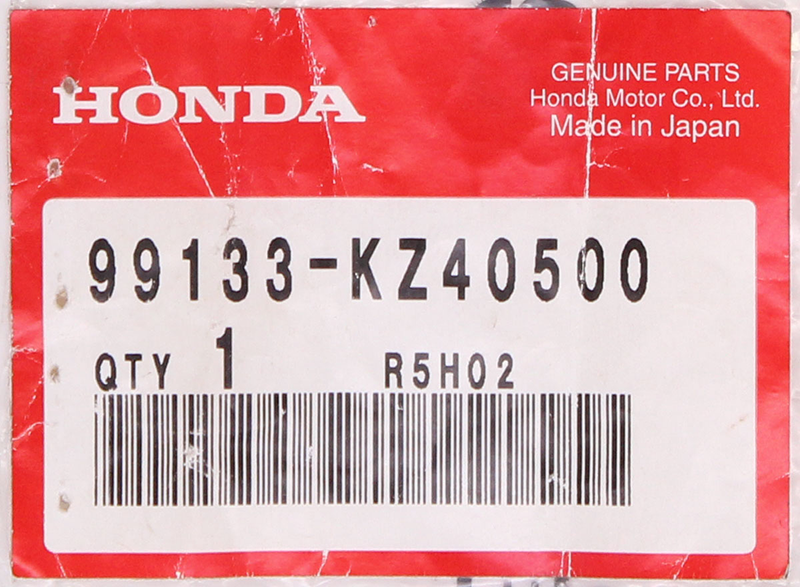 HONDA
GENUINE PARTS
Honda Motor Co., Ltd.
Made in Japan
99133-KZ40500
QTY 1 R5H02